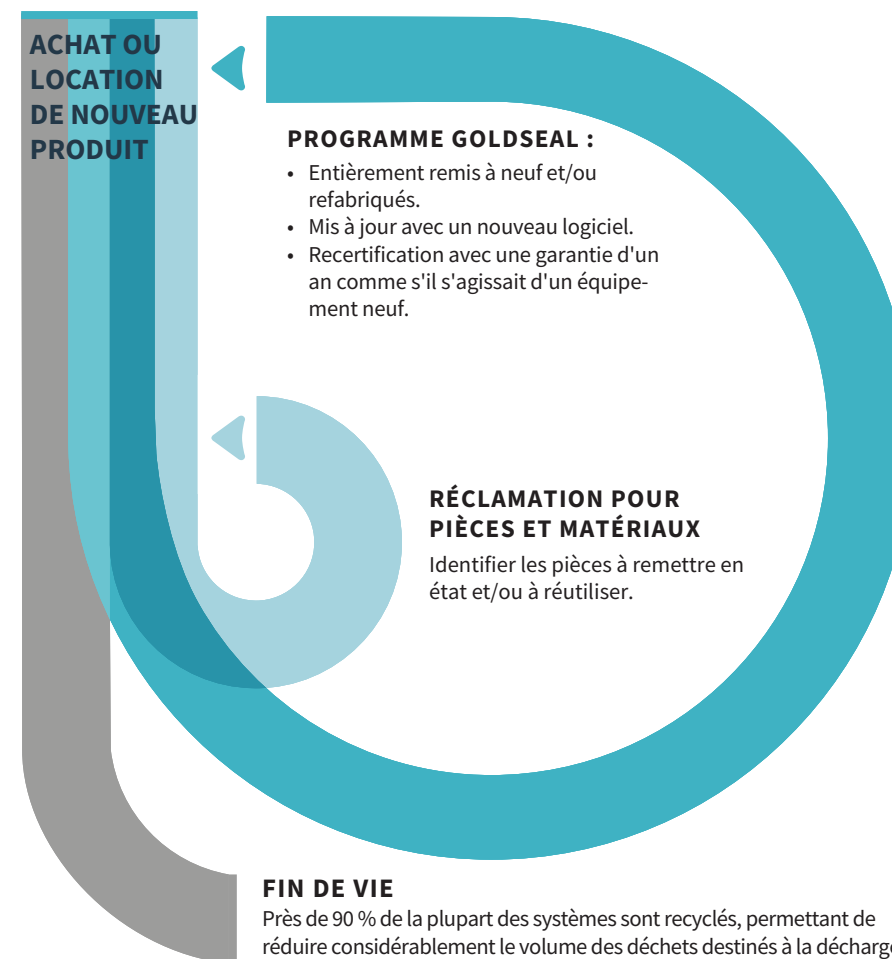 ACHAT OU
LOCATION
DE NOUVEAU
PRODUIT
PROGRAMME GOLDSEAL :
• Entièrement remis à neuf et/ou
refabriqués.
• Mis à jour avec un nouveau logiciel.
• Recertification avec une garantie d'un
an comme s'il s'agissait d'un équipe-
ment neuf.
RÉCLAMATION POUR
PIÈCES ET MATÉRIAUX
Identifier les pièces à remettre en
état et/ou à réutiliser.
FIN DE VIE
Près de 90 % de la plupart des systèmes sont recyclés, permettant de
réduire considérablement le volume des déchets destinés à la décharge